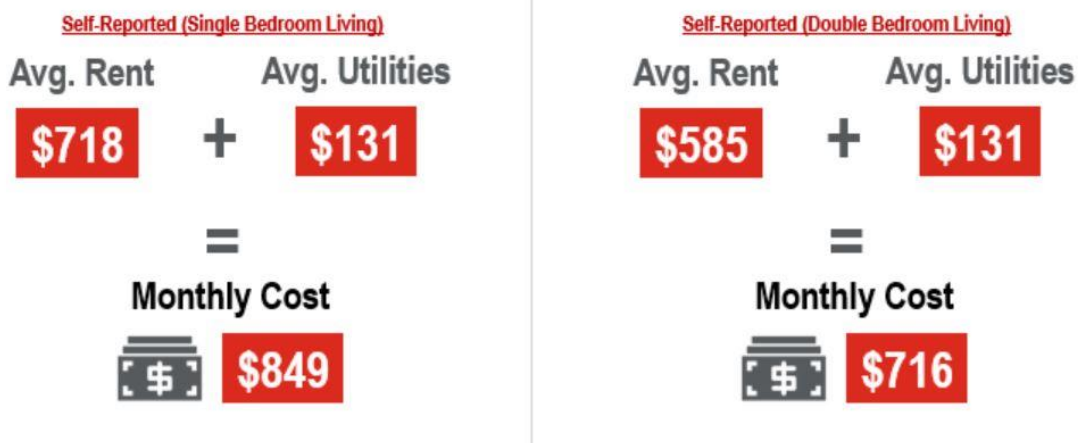 Self-Reported (Single Bedroom Living)
Avg. Rent Avg. Utilities
$718 + $131
=
Monthly Cost
$849
Self-Reported (Double Bedroom Living)
Avg. Rent Avg. Utilities
$585 + $131
=
Monthly Cost
$716